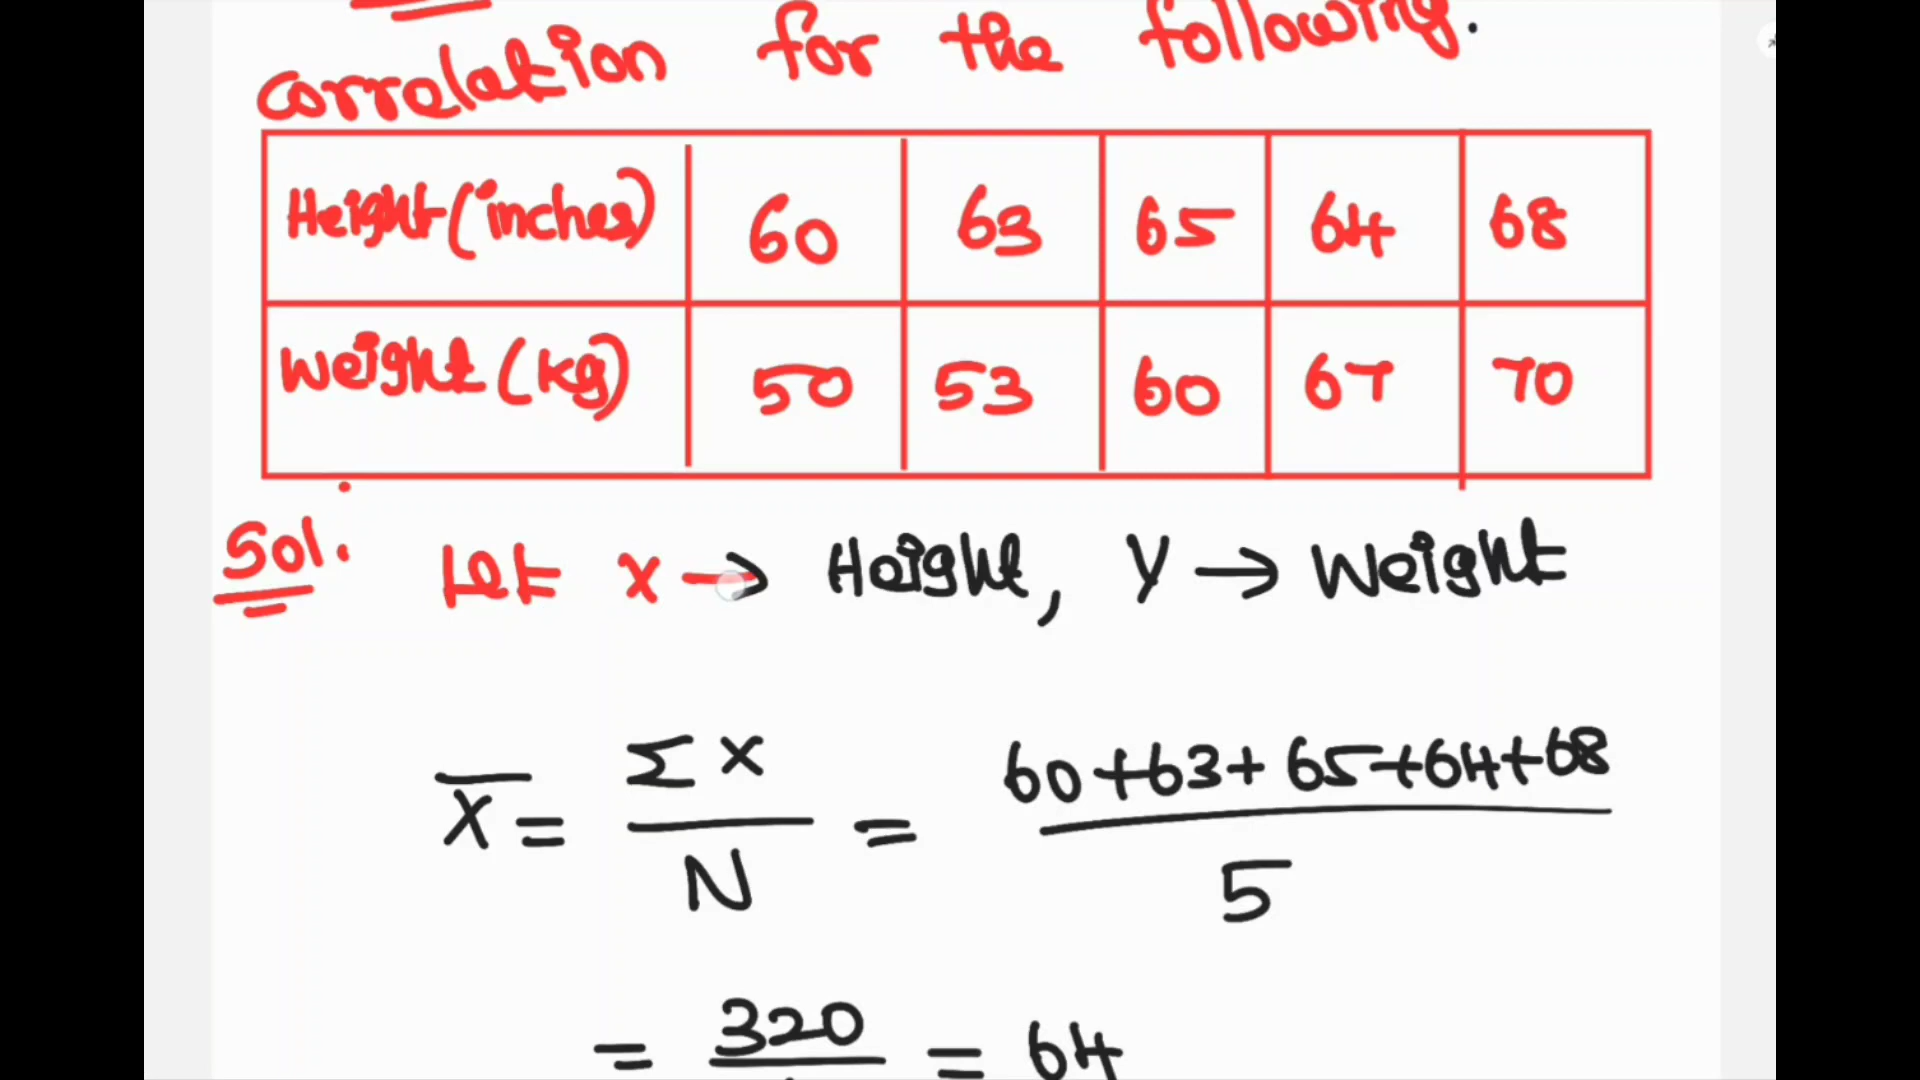 correlation for the following.
Height (inches) 60 63 65 64 68
Weight (kg) 50 53 60 67 70
Sol. Let X → Height, Y → Weight
X̅ = Σ X / N = 60+63+65+64+68 / 5
= 320 = 64